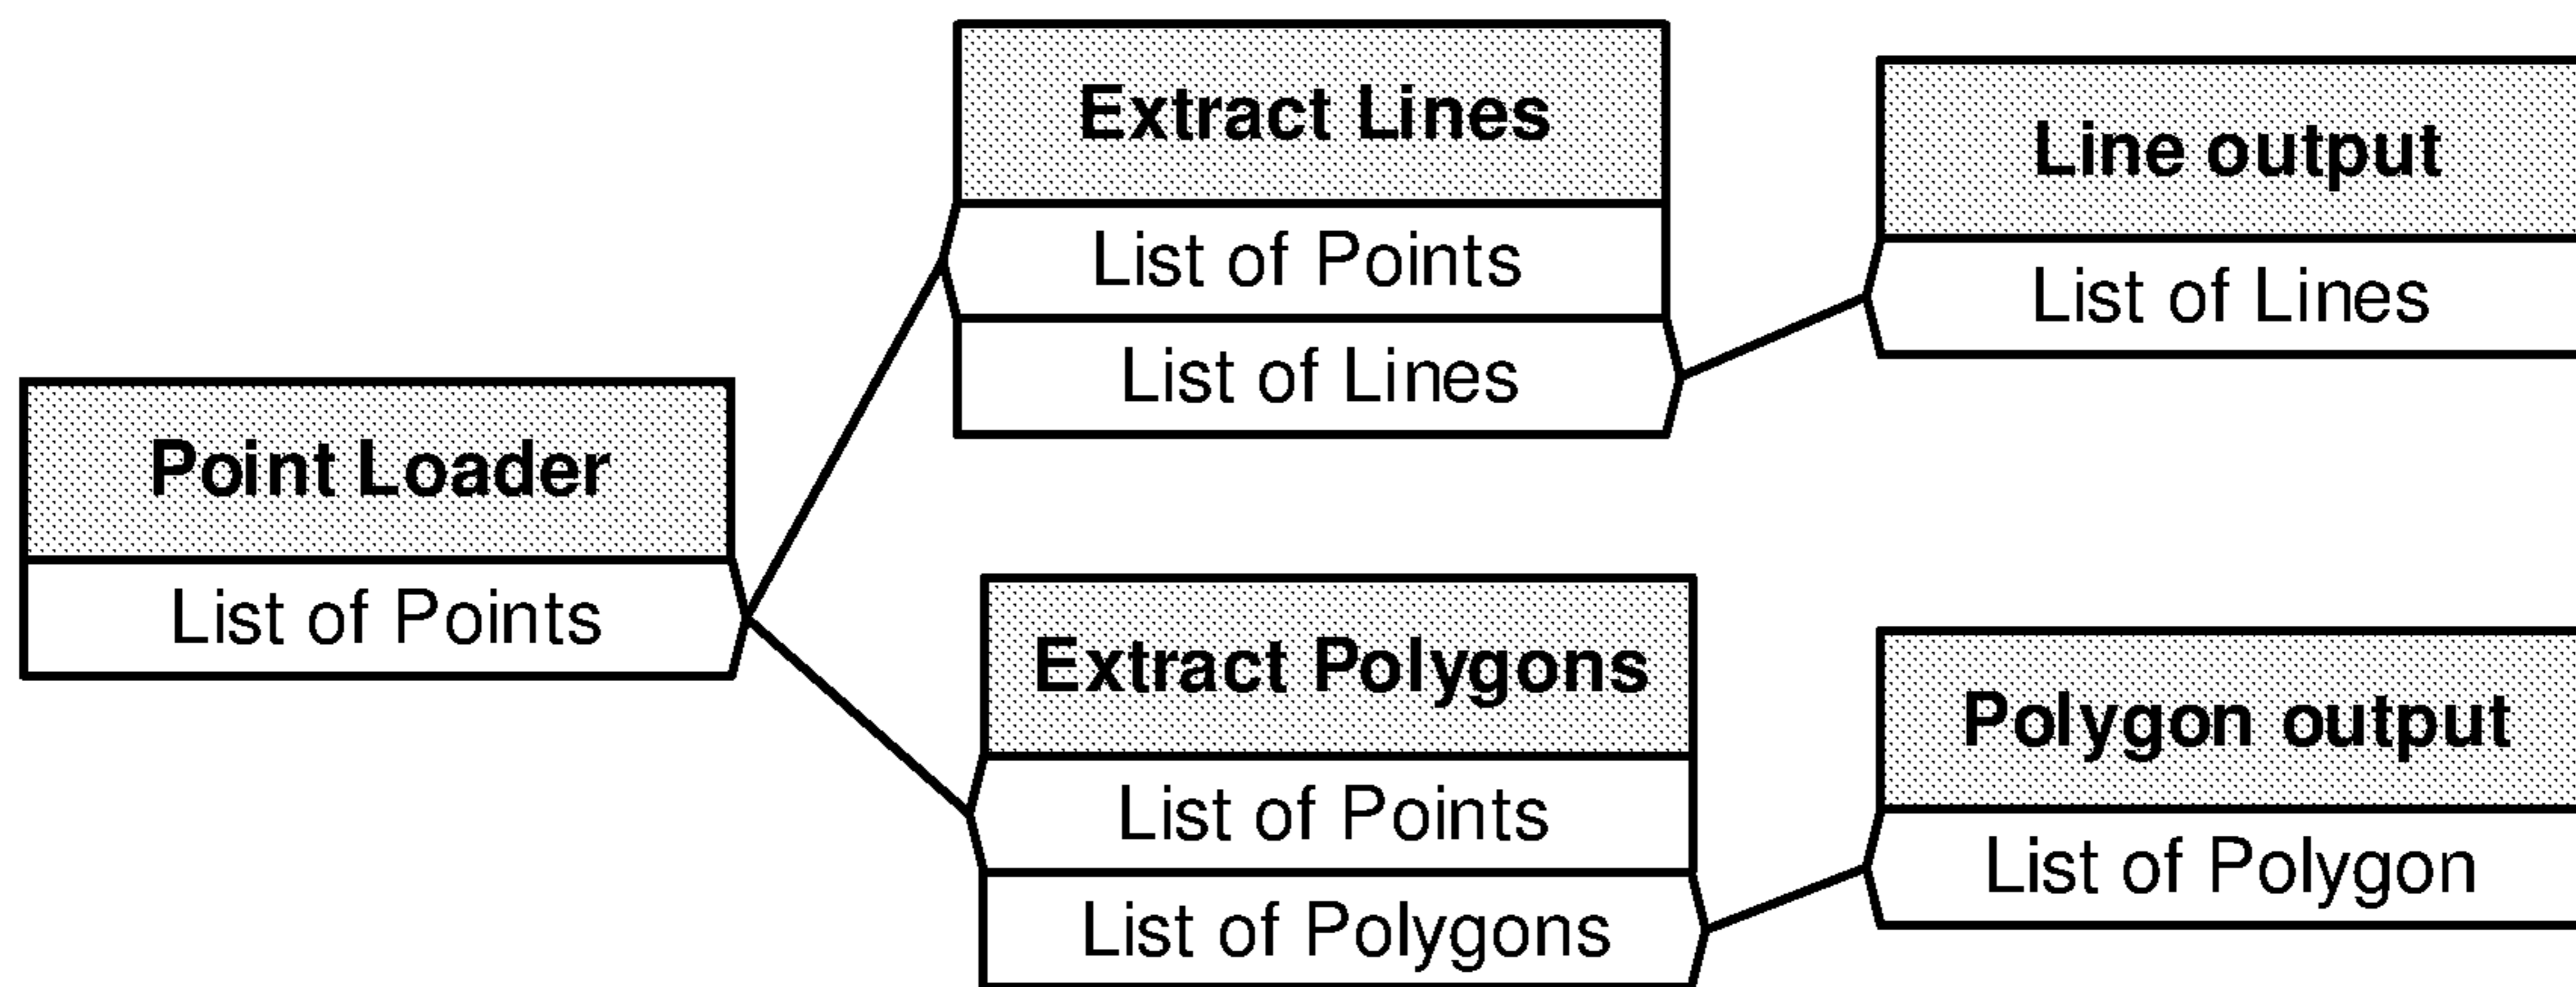 Point Loader
List of Points
Extract Lines
List of Points
List of Lines
Line output
List of Lines
Extract Polygons
List of Points
List of Polygons
Polygon output
List of Polygon